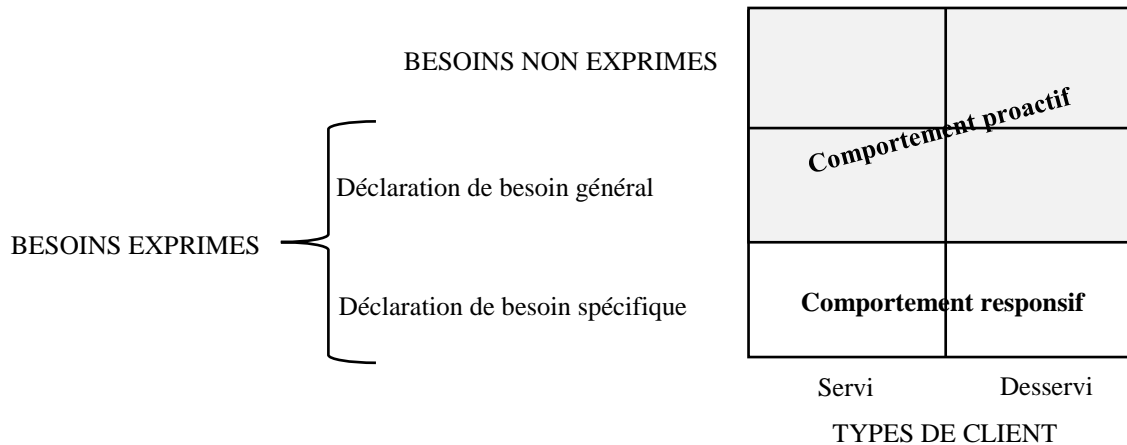 BESOINS NON EXPRIMES
Comportement proactif
Déclaration de besoin général
BESOINS EXPRIMES
Déclaration de besoin spécifique
Comportement responsif
Servi
Desservi
TYPES DE CLIENT